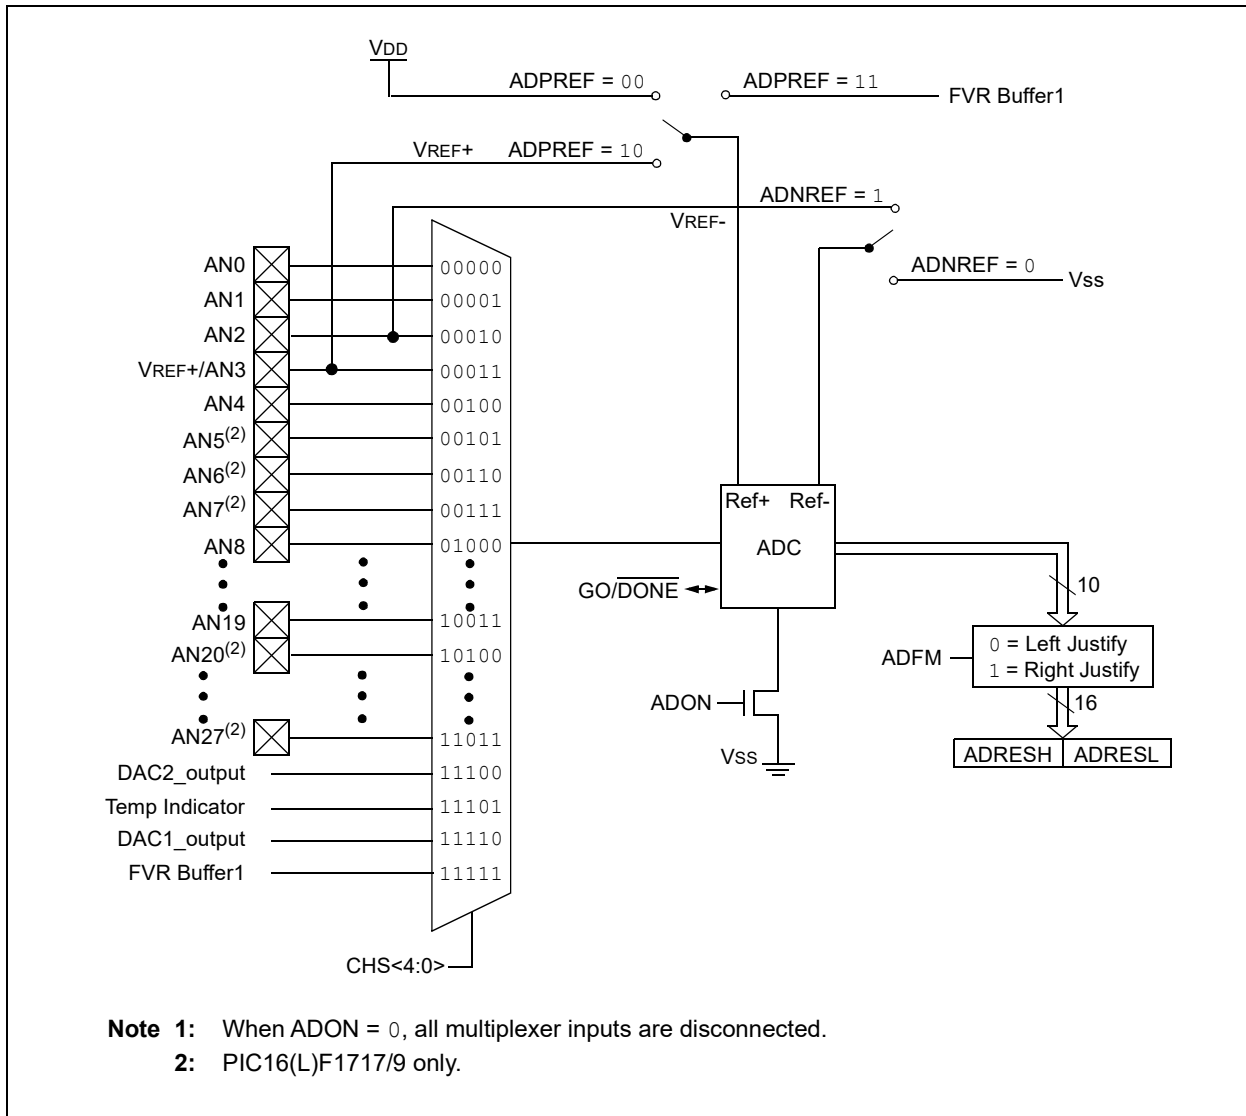 VDD
ADPREF = 00
ADPREF = 11
FVR Buffer1
VREF+
ADPREF = 10
ADNREF = 1
VREF-
ADNREF = 0
Vss
AN0
00000
AN1
00001
AN2
00010
VREF+/AN3
00011
AN4
00100
AN5(2)
00101
AN6(2)
00110
AN7(2)
00111
AN8
01000
AN19
10011
AN20(2)
10100
AN27(2)
11011
DAC2_output
11100
Temp Indicator
11101
DAC1_output
11110
FVR Buffer1
11111
CHS<4:0>
Ref+ Ref-
ADC
GO/DONE
10
ADFM
0 = Left Justify
1 = Right Justify
16
ADON
Vss
ADRESH ADRESL
Note 1: When ADON = 0, all multiplexer inputs are disconnected.
2: PIC16(L)F1717/9 only.